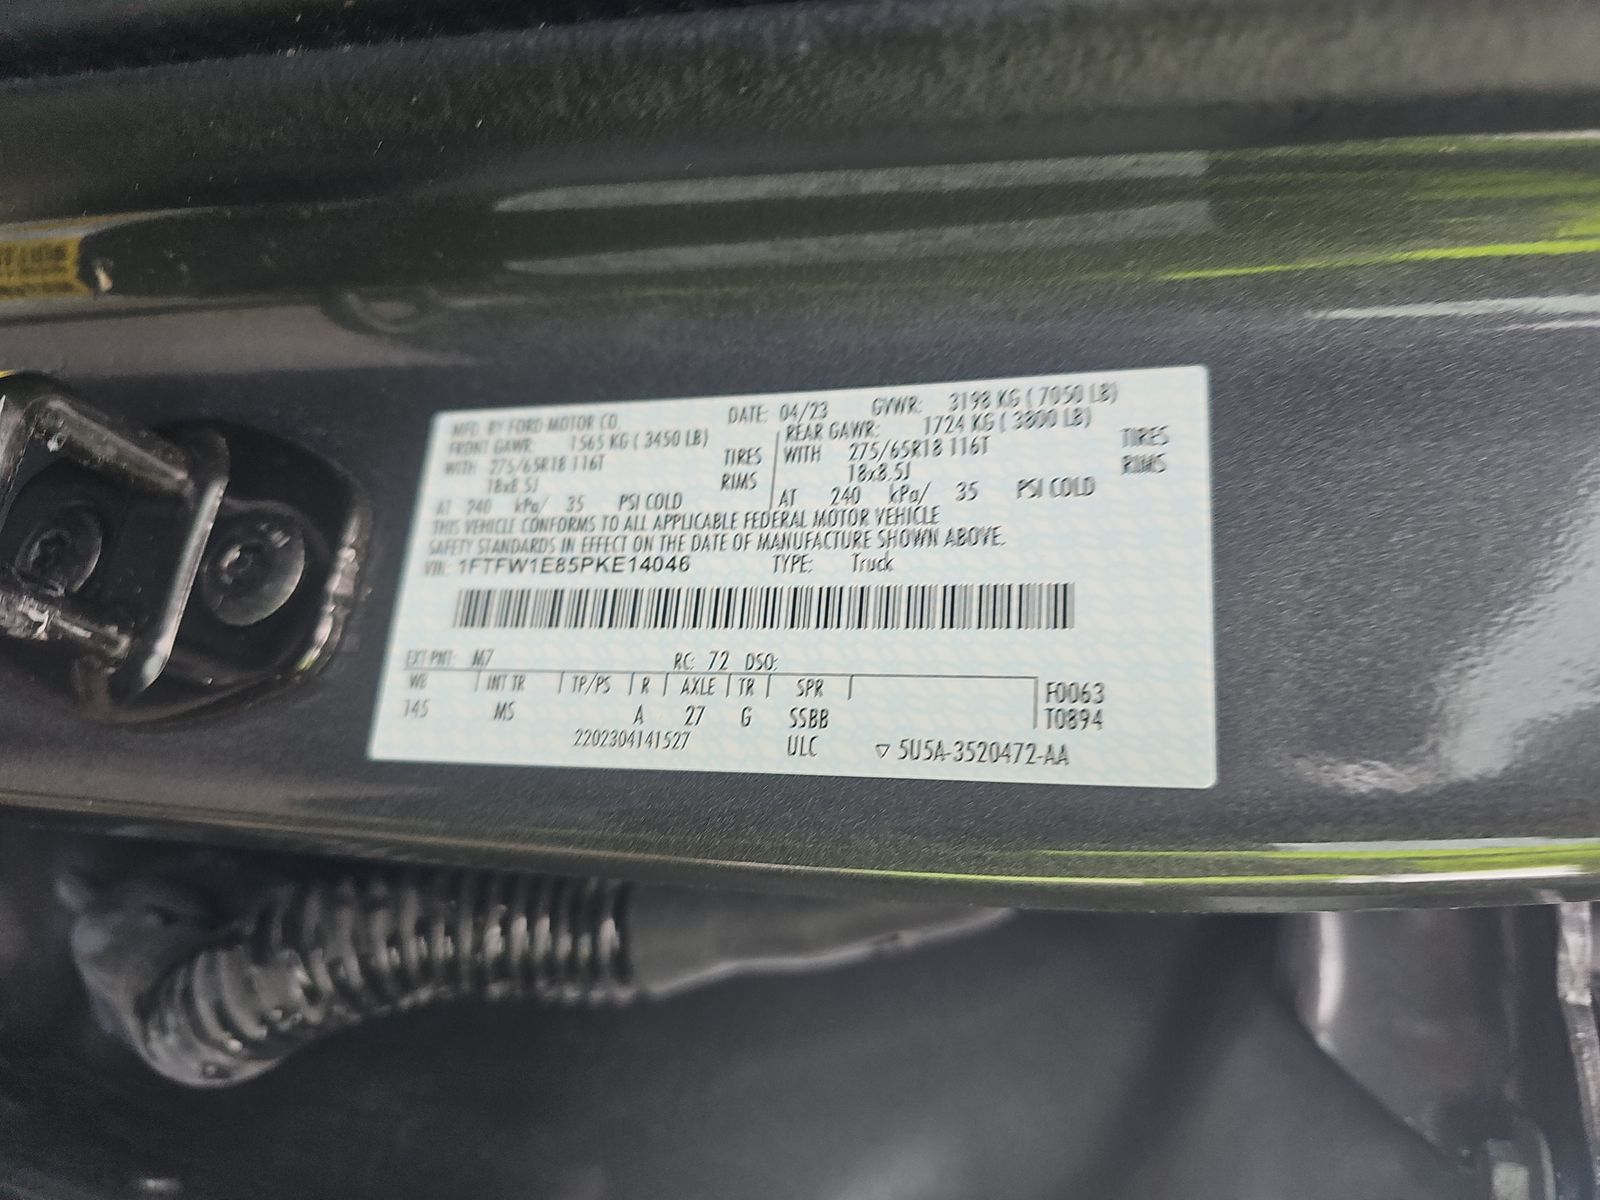 MFD. BY FORD MOTOR CO. DATE: 04/23 GVWR: 3198 KG ( 7050 LB)
FRONT GAWR: 1565 KG ( 3450 LB) REAR GAWR: 1724 KG ( 3800 LB)
WITH 275/65R18 116T TIRES WITH 275/65R18 116T TIRES
18x8.5J RIMS 18x8.5J RIMS
AT 240 kPa/ 35 PSI COLD AT 240 kPa/ 35 PSI COLD
THIS VEHICLE CONFORMS TO ALL APPLICABLE FEDERAL MOTOR VEHICLE
SAFETY STANDARDS IN EFFECT ON THE DATE OF MANUFACTURE SHOWN ABOVE.
VIN: 1FTFW1E85PKE14046 TYPE: Truck
EXT PNT: M7 RC: 72 DSO:
WB INT TR TP/PS R AXLE TR SPR F0063
145 MS A 27 G SSBB T0894
2202304141527 ULC ▽ 5U5A-3520472-AA